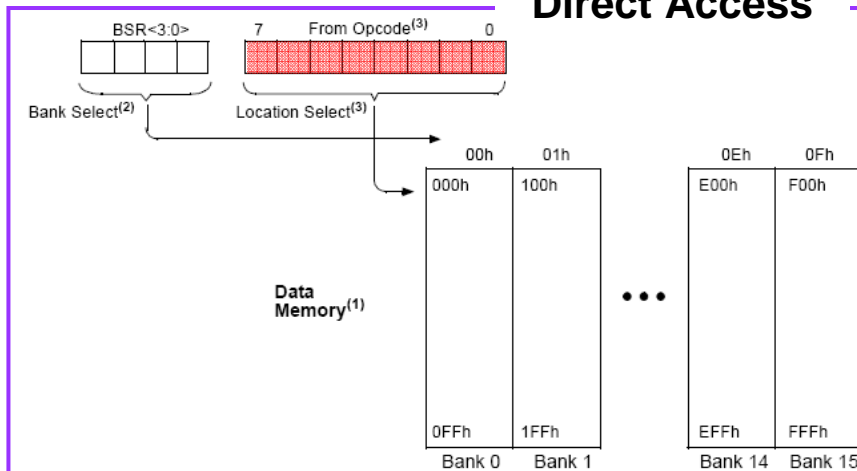 Direct Access
BSR<3:0>
7 From Opcode(3) 0
Bank Select(2) Location Select(3)
00h 01h 0Eh 0Fh
000h 100h E00h F00h
Data
Memory(1)
0FFh 1FFh EFFh FFFh
Bank 0 Bank 1 Bank 14 Bank 15